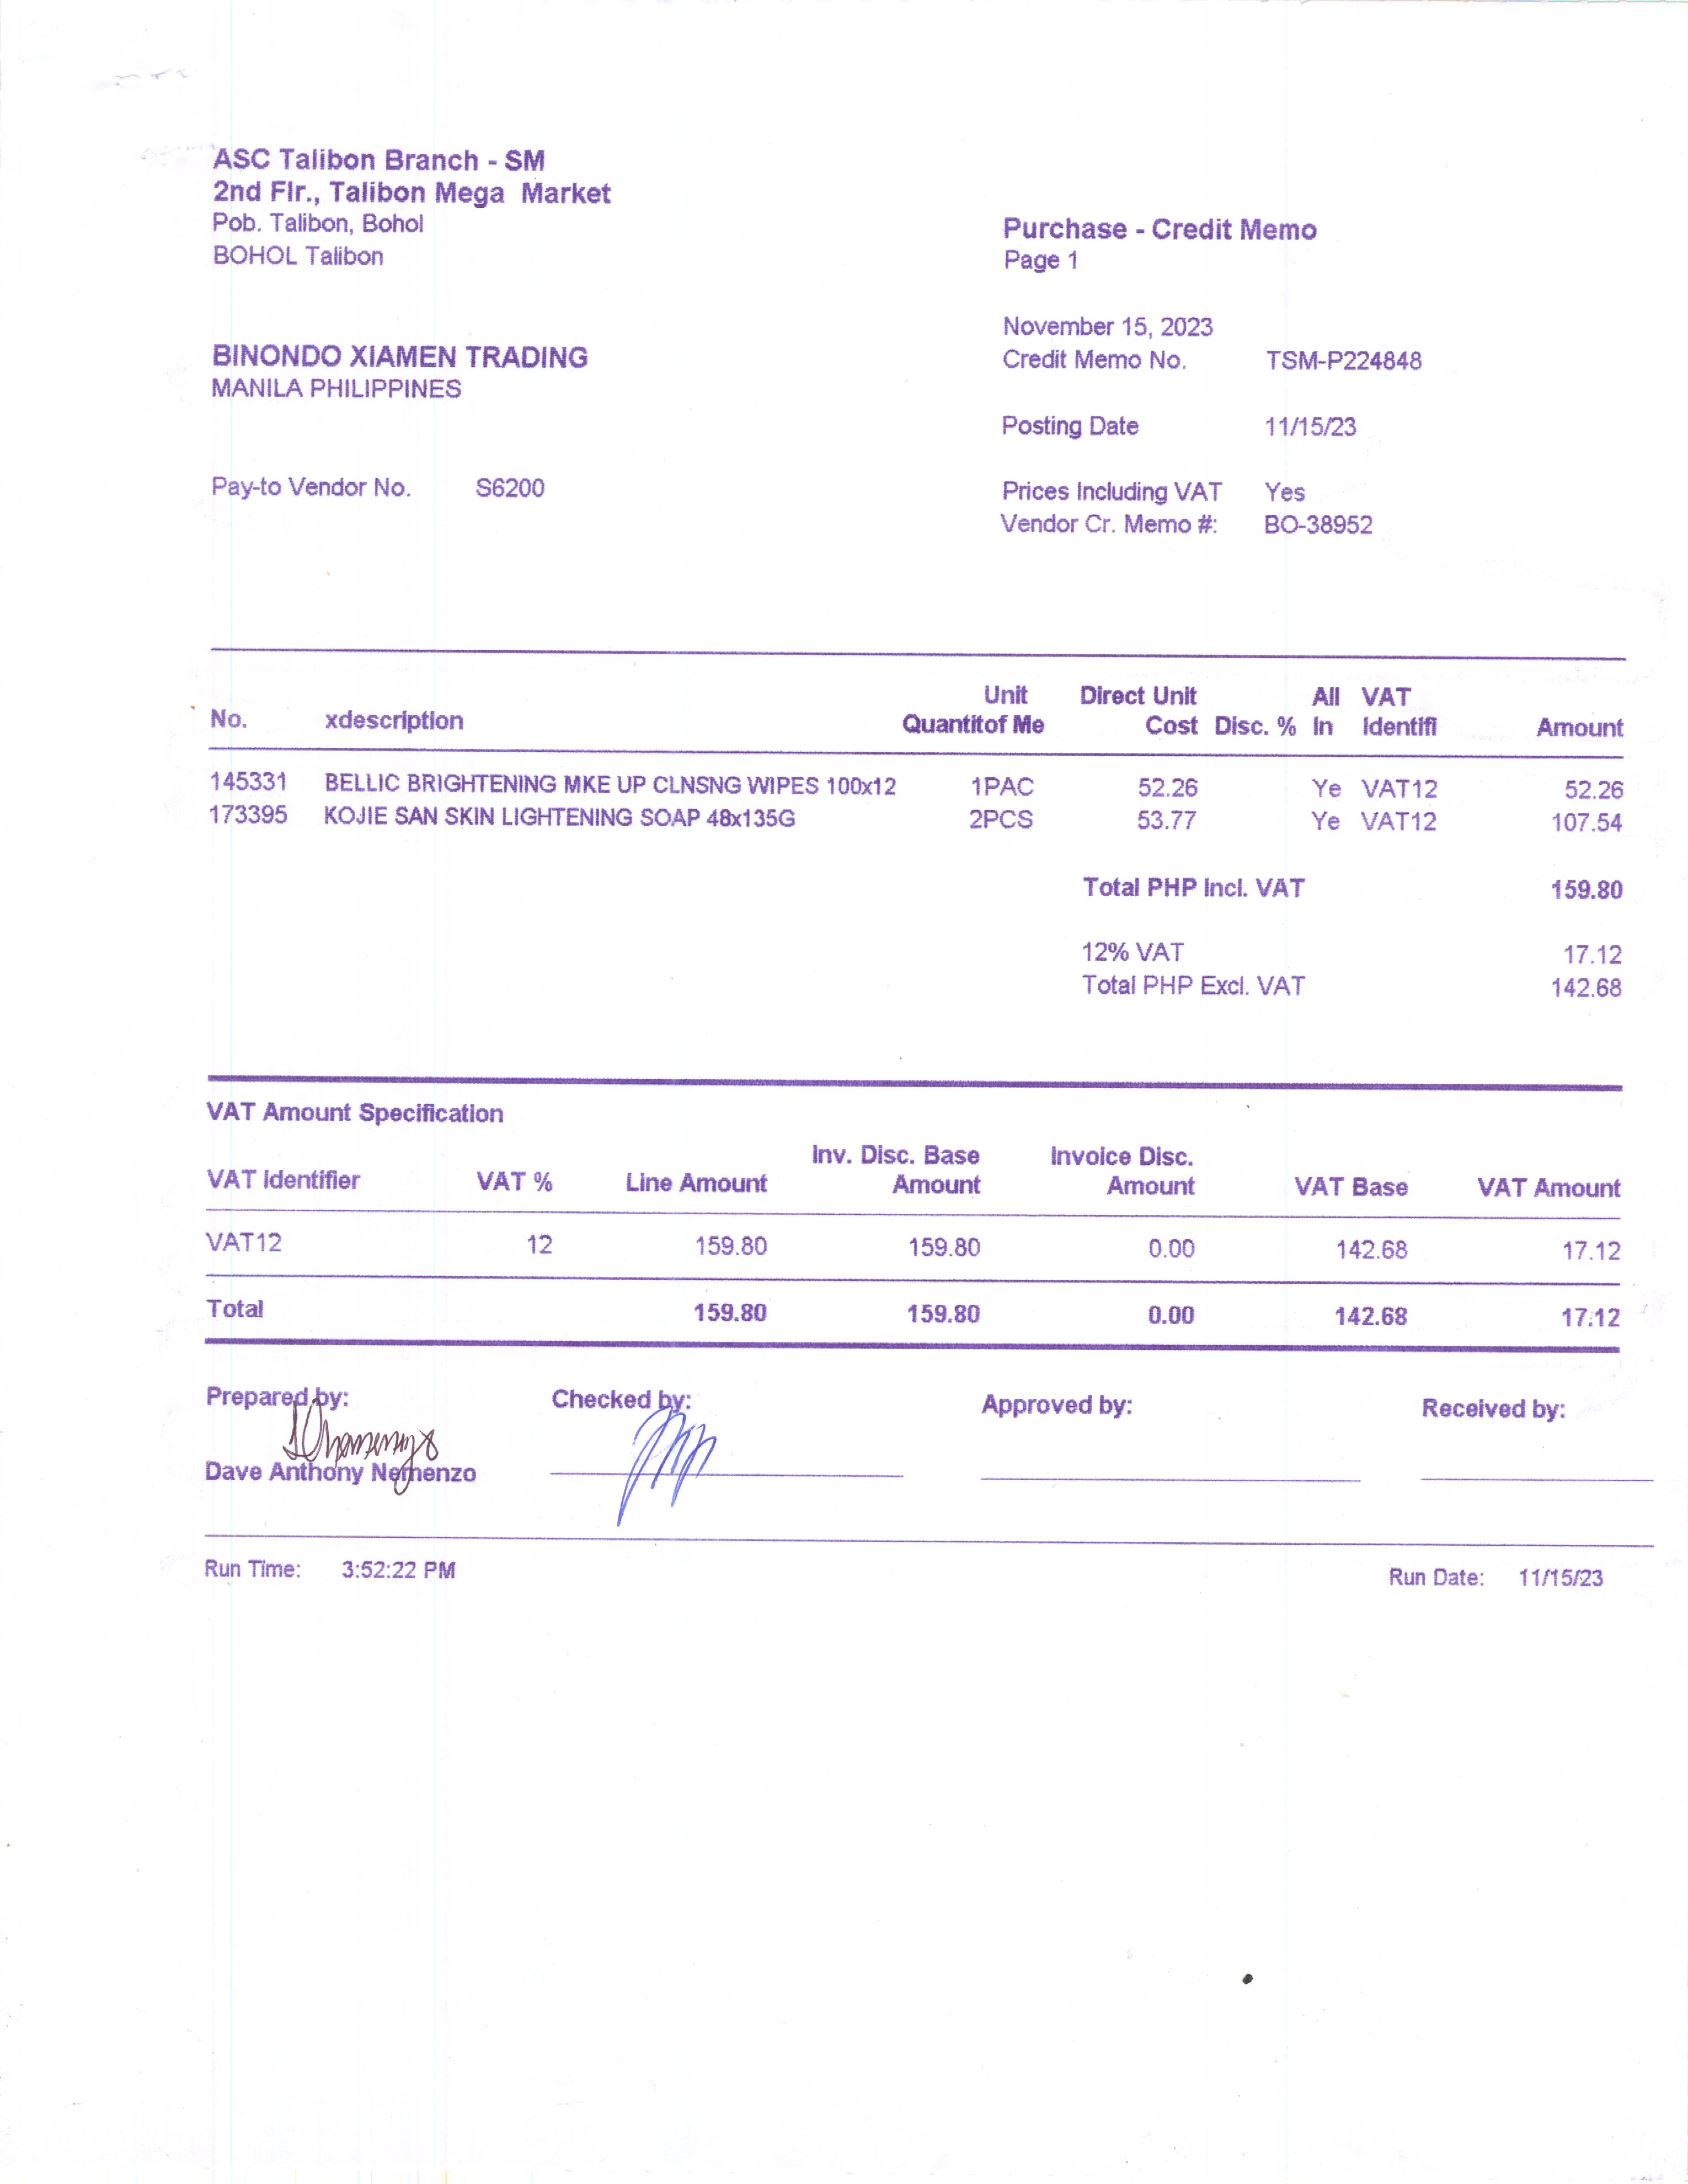 ASC Talibon Branch - SM
2nd Flr., Talibon Mega Market
Pob. Talibon, Bohol
BOHOL Talibon
Purchase - Credit Memo
Page 1
November 15, 2023
BINONDO XIAMEN TRADING
MANILA PHILIPPINES
Credit Memo No. TSM-P224848
Posting Date 11/15/23
Pay-to Vendor No. S6200
Prices Including VAT Yes
Vendor Cr. Memo #: BO-38952
Unit Direct Unit All VAT
No. xdescription Quantitof Me Cost Disc. % In Identifi Amount
145331 BELLIC BRIGHTENING MKE UP CLNSNG WIPES 100x12 1PAC 52.26 Ye VAT12 52.26
173395 KOJIE SAN SKIN LIGHTENING SOAP 48x135G 2PCS 53.77 Ye VAT12 107.54
Total PHP Incl. VAT 159.80
12% VAT 17.12
Total PHP Excl. VAT 142.68
VAT Amount Specification
Inv. Disc. Base Invoice Disc.
VAT Identifier VAT % Line Amount Amount Amount VAT Base VAT Amount
VAT12 12 159.80 159.80 0.00 142.68 17.12
Total 159.80 159.80 0.00 142.68 17.12
Prepared by: Checked by: Approved by: Received by:
Dave Anthony Nemenzo
Run Time: 3:52:22 PM Run Date: 11/15/23